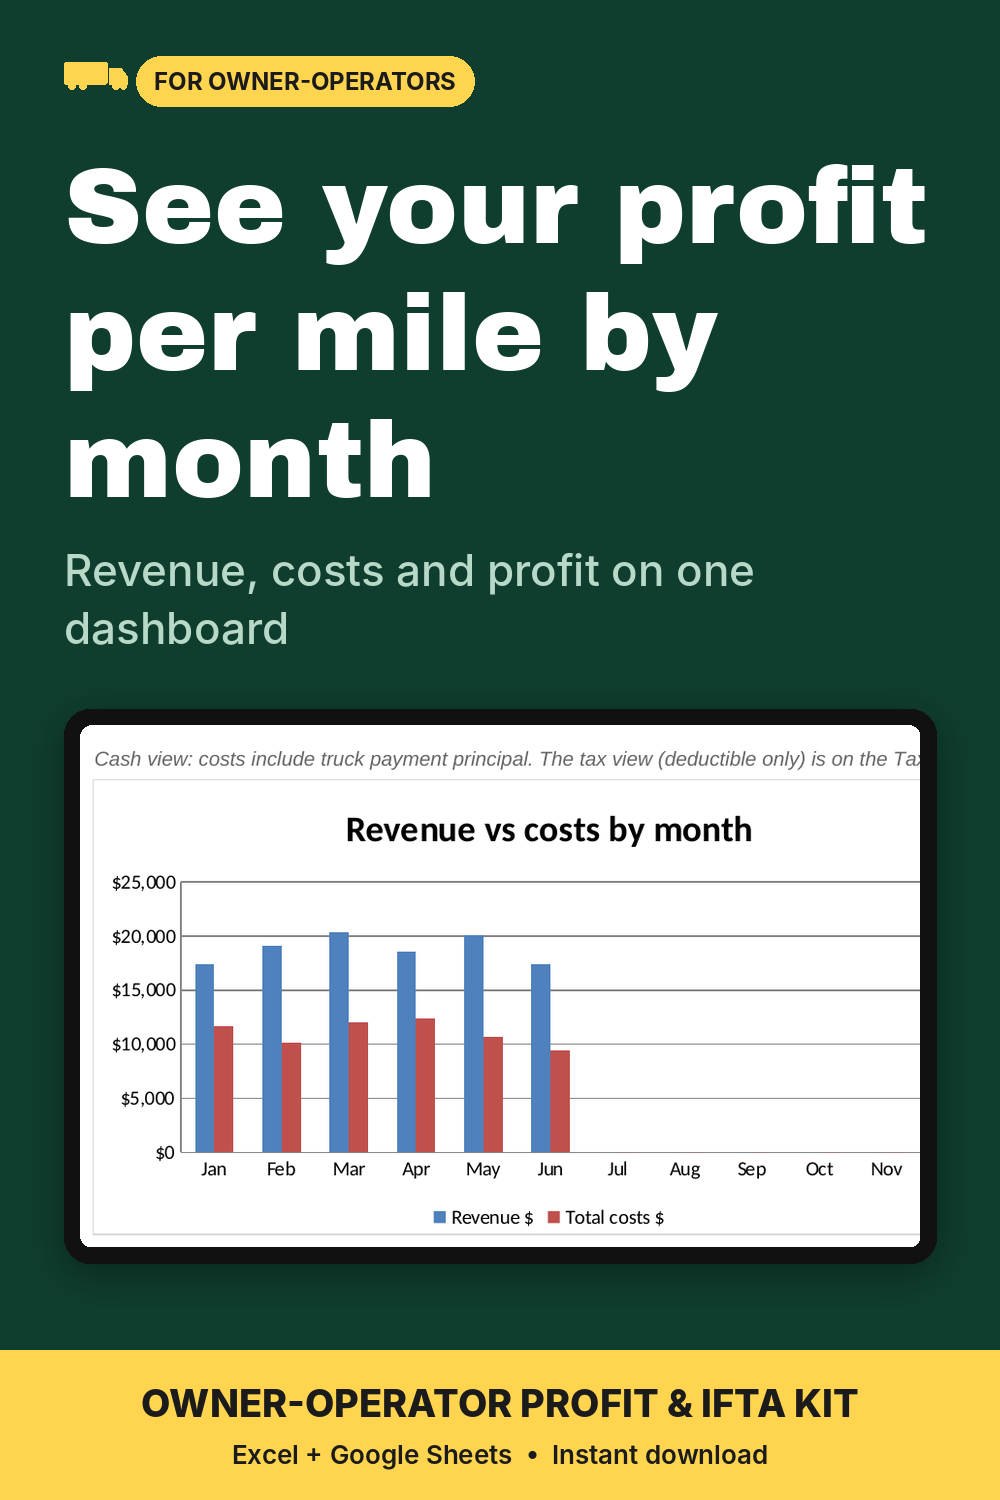 FOR OWNER-OPERATORS
See your profit
per mile by
month
Revenue, costs and profit on one
dashboard
Cash view: costs include truck payment principal. The tax view (deductible only) is on the Tax
Revenue vs costs by month
$25,000
$20,000
$15,000
$10,000
$5,000
$0
Jan Feb Mar Apr May Jun Jul Aug Sep Oct Nov
Revenue $ Total costs $
OWNER-OPERATOR PROFIT & IFTA KIT
Excel + Google Sheets • Instant download